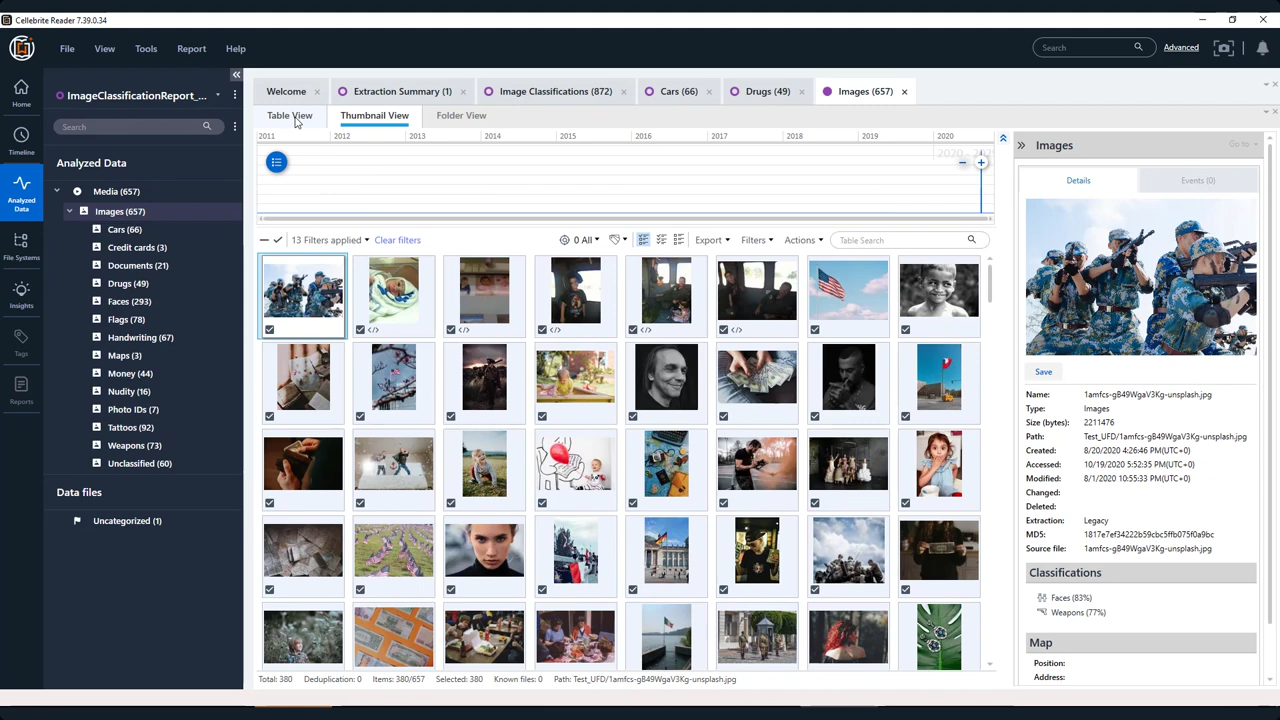 Cellebrite Reader 7.39.0.34
File View Tools Report Help
Search
Advanced
Home
Timeline
Analyzed Data
File Systems
Insights
Tags
Reports
ImageClassificationReport_...
Search
Analyzed Data
Media (657)
Images (657)
Cars (66)
Credit cards (3)
Documents (21)
Drugs (49)
Faces (293)
Flags (78)
Handwriting (67)
Maps (3)
Money (44)
Nudity (16)
Photo IDs (7)
Tattoos (92)
Weapons (73)
Unclassified (60)
Data files
Uncategorized (1)
Welcome Extraction Summary (1) Image Classifications (872) Cars (66) Drugs (49) Images (657)
Table View Thumbnail View Folder View
2011 2012 2013 2014 2015 2016 2017 2018 2019 2020
13 Filters applied Clear filters 0 All Export Filters Actions Table Search
Total: 380 Deduplication: 0 Items: 380/657 Selected: 380 Known files: 0 Path: Test_UFD/1amfcs-gB49WgaV3Kg-unsplash.jpg
Images Go to
Details Events (0)
Save
Name: 1amfcs-gB49WgaV3Kg-unsplash.jpg
Type: Images
Size (bytes): 2211476
Path: Test_UFD/1amfcs-gB49WgaV3Kg-unsplash.jpg
Created: 8/20/2020 4:26:46 PM(UTC+0)
Accessed: 10/19/2020 5:52:35 PM(UTC+0)
Modified: 8/1/2020 10:55:33 PM(UTC+0)
Changed:
Deleted:
Extraction: Legacy
MD5: 1817e7ef34222b59cbc5ffb075f0a9bc
Source file: 1amfcs-gB49WgaV3Kg-unsplash.jpg
Classifications
Faces (83%)
Weapons (77%)
Map
Position:
Address: